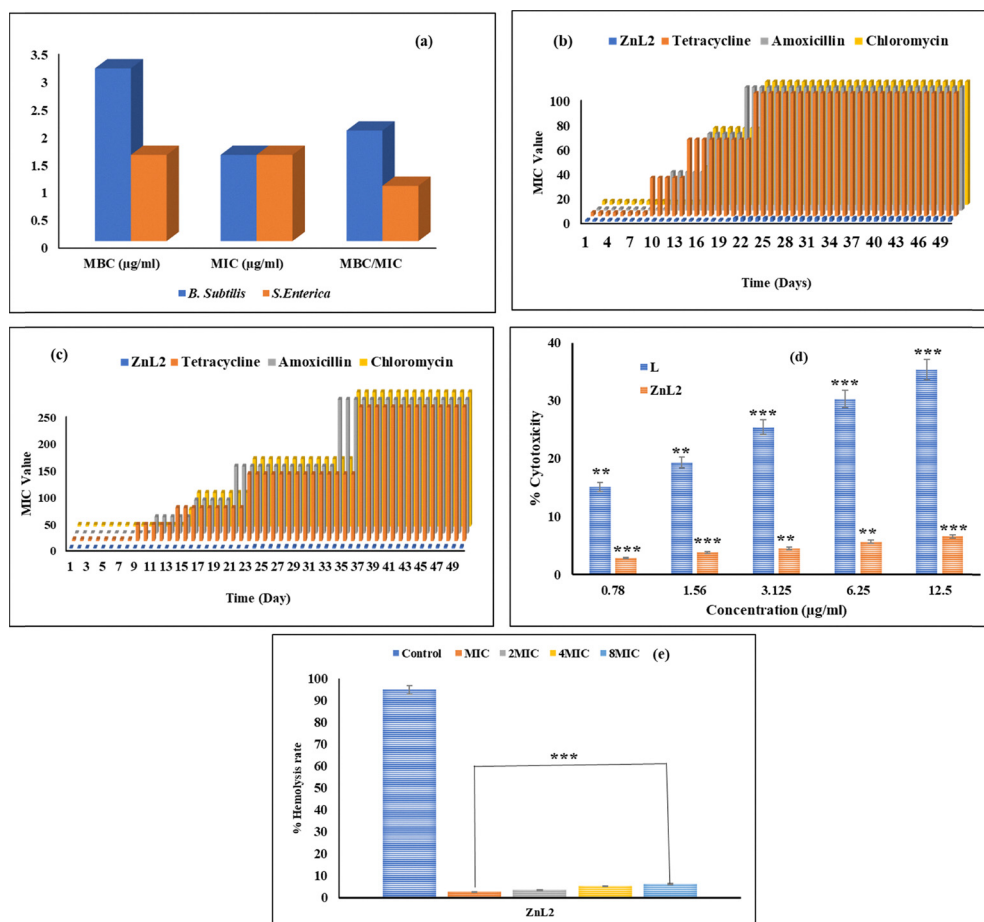 (a)
3.5
3
2.5
2
1.5
1
0.5
0
MBC (μg/ml) MIC (μg/ml) MBC/MIC
B. Subtilis S.Enterica
(b)
ZnL2 Tetracycline Amoxicillin Chloromycin
MIC Value
100
80
60
40
20
0
1 4 7 10 13 16 19 22 25 28 31 34 37 40 43 46 49
Time (Days)
(c)
ZnL2 Tetracycline Amoxicillin Chloromycin
MIC Value
250
200
150
100
50
0
1 3 5 7 9 11 13 15 17 19 21 23 25 27 29 31 33 35 37 39 41 43 45 47 49
Time (Day)
(d)
L
ZnL2
% Cytotoxicity
40
30
20
10
0
** *** ** *** *** ** *** ** *** ***
0.78 1.56 3.125 6.25 12.5
Concentration (μg/ml)
Control MIC 2MIC 4MIC 8MIC (e)
% Hemolysis rate
100
90
80
70
60
50
40
30
20
10
0
***
ZnL2